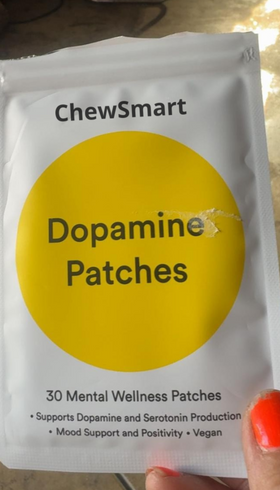 ChewSmart
Dopamine
Patches
30 Mental Wellness Patches
• Supports Dopamine and Serotonin Production
• Mood Support and Positivity • Vegan